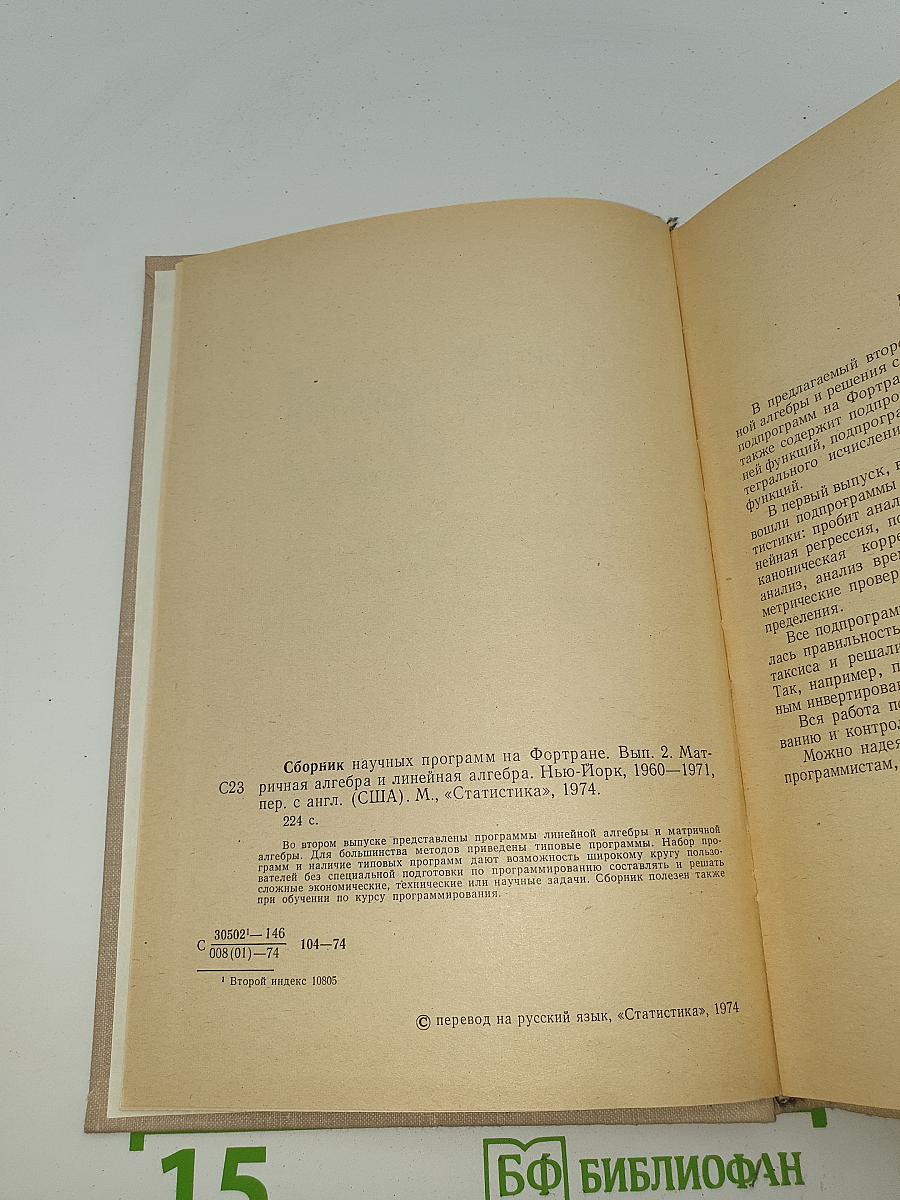 Сборник научных программ на Фортране. Вып. 2. Мат-
С23 ричная алгебра и линейная алгебра. Нью-Йорк, 1960—1971,
пер. с англ. (США). М., «Статистика», 1974.
224 с.
Во втором выпуске представлены программы линейной алгебры и матричной
алгебры. Для большинства методов приведены типовые программы. Набор про-
грамм и наличие типовых программ дают возможность широкому кругу пользо-
вателей без специальной подготовки по программированию составлять и решать
сложные экономические, технические или научные задачи. Сборник полезен также
при обучении по курсу программирования.
30502¹—146
С 104—74
008(01)—74
¹ Второй индекс 10805
© перевод на русский язык, «Статистика», 1974
В предлагаемый второ
ной алгебры и решения с
подпрограмм на Фортра
также содержит подпро
ней функций, подпрогра
тегрального исчислени
функций.
В первый выпуск, в
вошли подпрограммы
тистики: пробит анал
нейная регрессия, по
каноническая корре
анализ, анализ вре
метрические провер
пределения.
Все подпрограм
лась правильность
таксиса и решали
Так, например, п
ным инвертирова
Вся работа по
ванию и контрол
Можно надея
программистам,
15
БФ БИБЛИОФАН